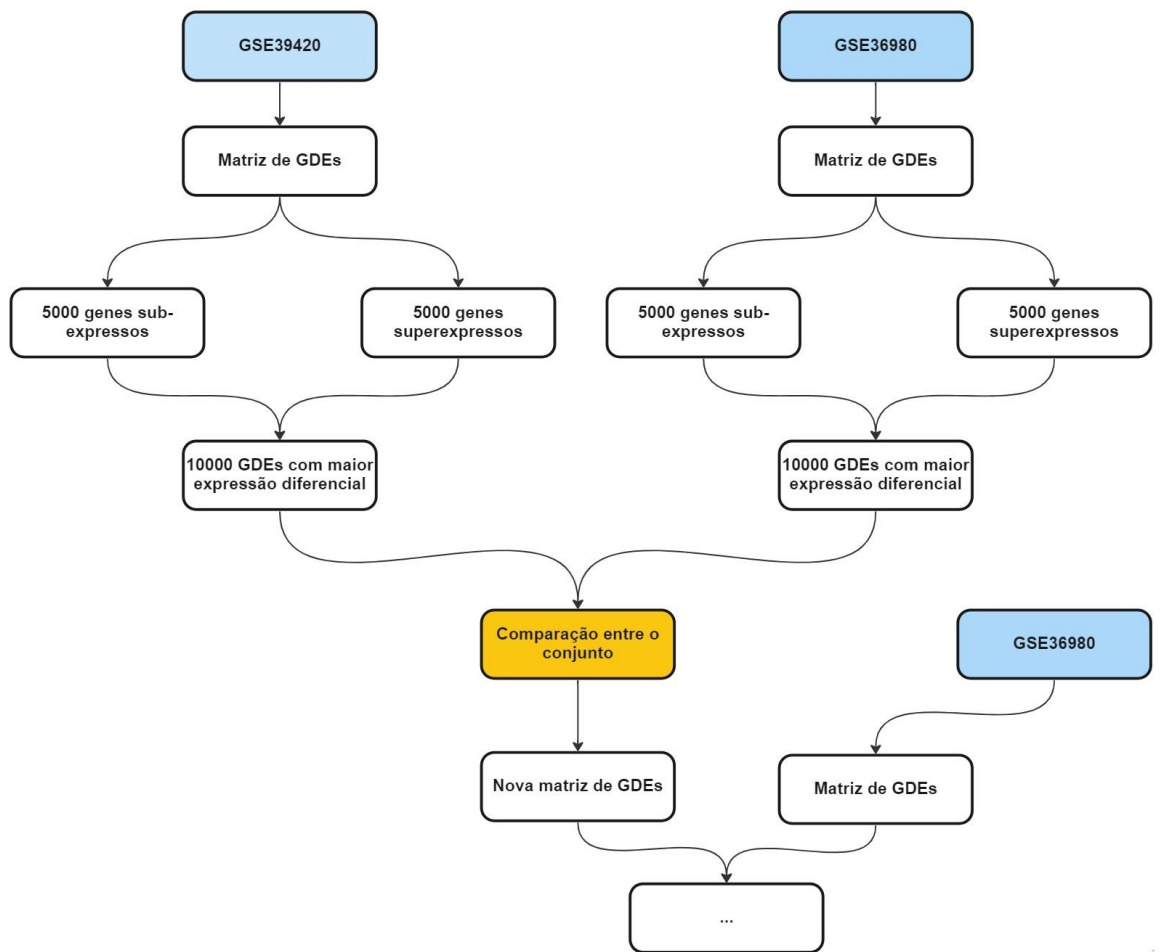 GSE39420
GSE36980
Matriz de GDEs
Matriz de GDEs
5000 genes sub-
expressos
5000 genes
superexpressos
5000 genes sub-
expressos
5000 genes
superexpressos
10000 GDEs com maior
expressão diferencial
10000 GDEs com maior
expressão diferencial
Comparação entre o
conjunto
GSE36980
Nova matriz de GDEs
Matriz de GDEs
...